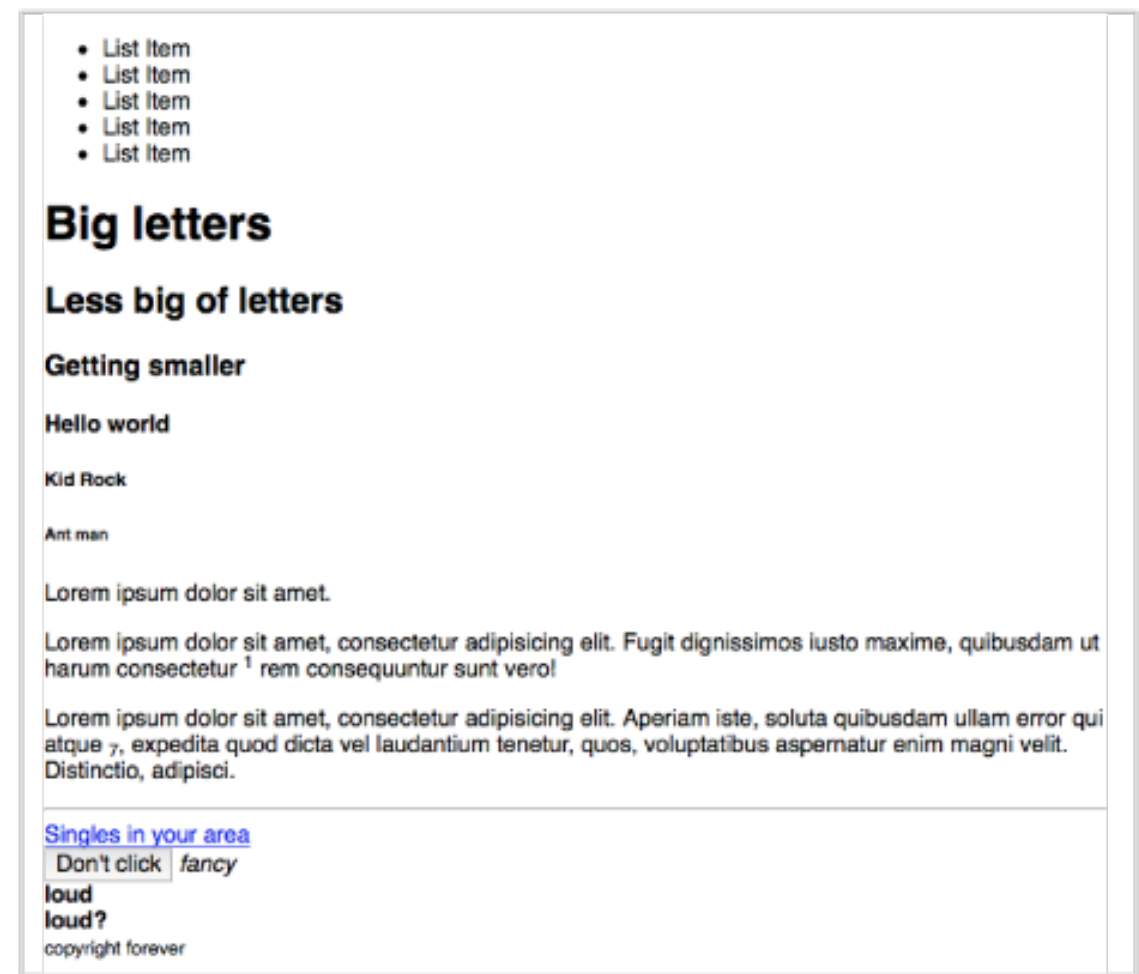 • List Item
• List Item
• List Item
• List Item
• List Item
Big letters
Less big of letters
Getting smaller
Hello world
Kid Rock
Ant man
Lorem ipsum dolor sit amet.
Lorem ipsum dolor sit amet, consectetur adipisicing elit. Fugit dignissimos iusto maxime, quibusdam ut
harum consectetur ¹ rem consequuntur sunt vero!
Lorem ipsum dolor sit amet, consectetur adipisicing elit. Aperiam iste, soluta quibusdam ullam error qui
atque ₇, expedita quod dicta vel laudantium tenetur, quos, voluptatibus aspernatur enim magni velit.
Distinctio, adipisci.
Singles in your area
Don't click fancy
loud
loud?
copyright forever